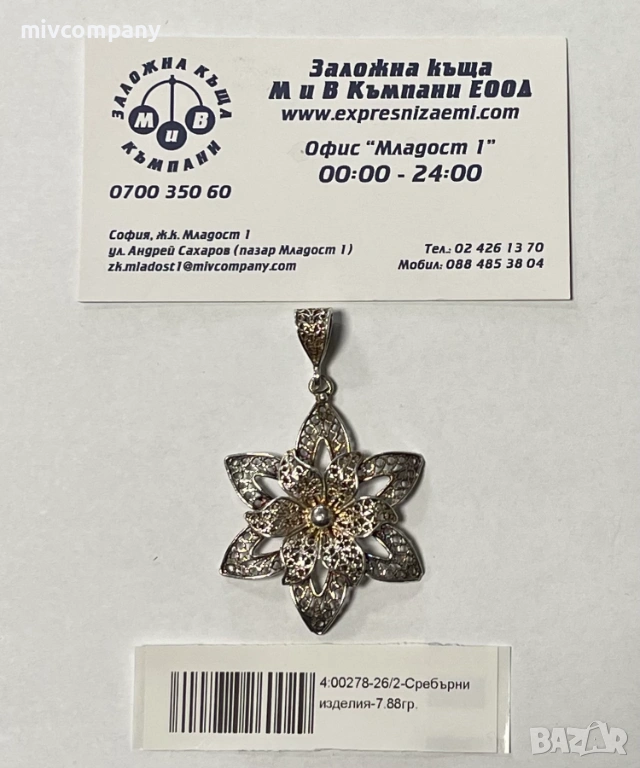 mivcompany
ЗАЛОЖНА КЪЩА
М и В
КЪМПАНИ
0700 350 60
Заложна къща
М и В Къмпани ЕООД
www.expresnizaemi.com
Офис "Младост 1"
00:00 - 24:00
София, ж.к. Младост 1
ул. Андрей Сахаров (пазар Младост 1)
zk.mladost1@mivcompany.com
Тел.: 02 426 13 70
Мобил.: 088 485 38 04
4:00278-26/2-Сребърни
изделия-7.88гр.
BAZAR